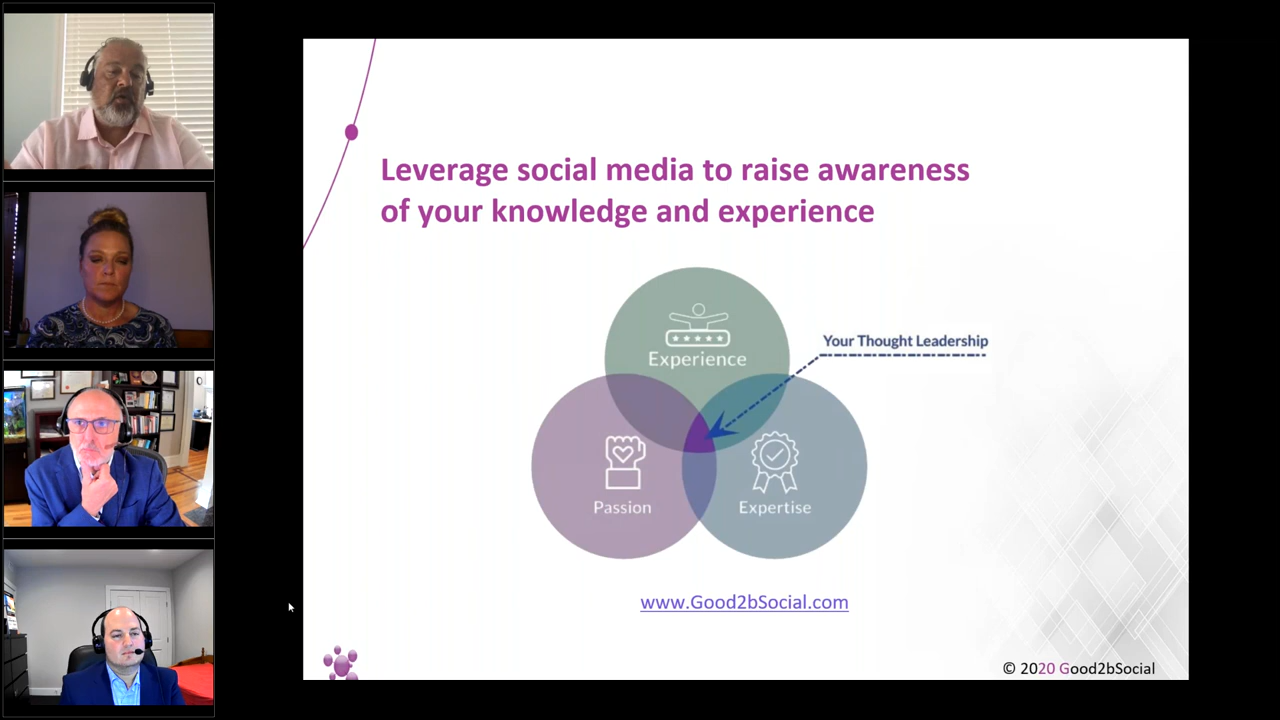 Leverage social media to raise awareness
of your knowledge and experience
Experience
Your Thought Leadership
Passion
Expertise
www.Good2bSocial.com
© 2020 Good2bSocial